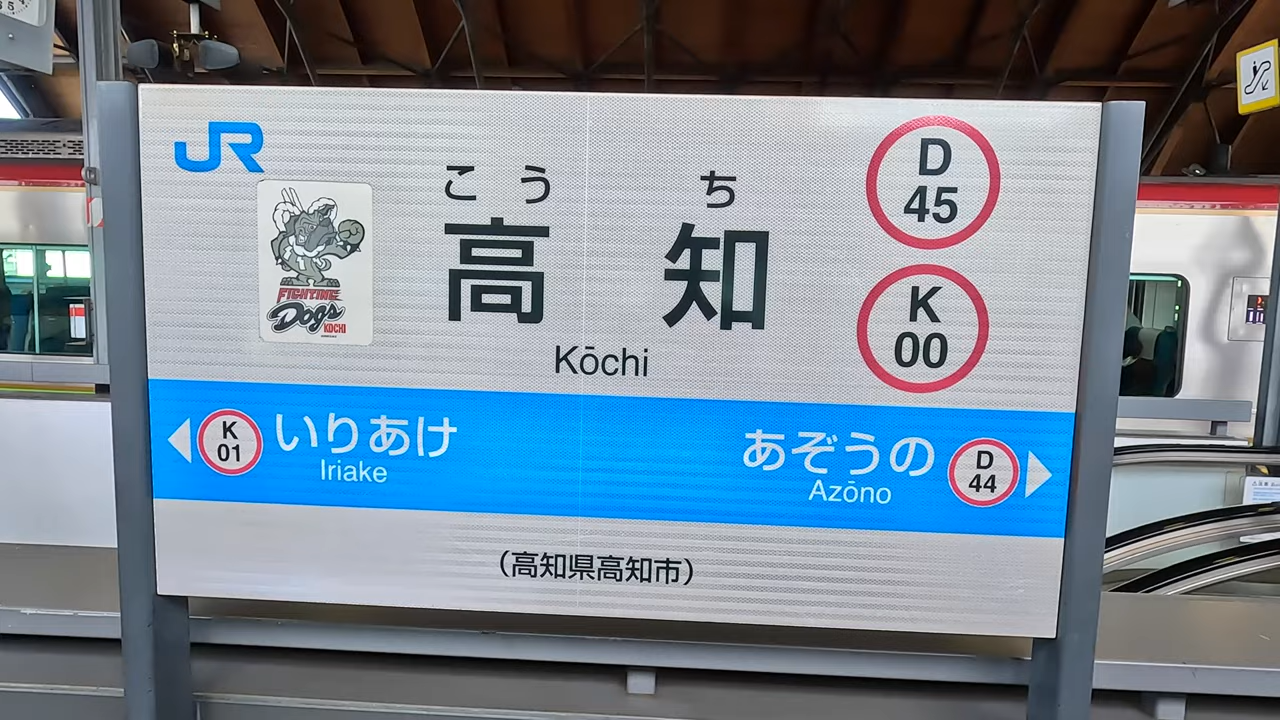 JR
こうち
高知
Kōchi
D
45
K
00
FIGHTING
Dogs
KOCHI
K
01
いりあけ
Iriake
あぞうの
Azōno
D
44
(高知県高知市)